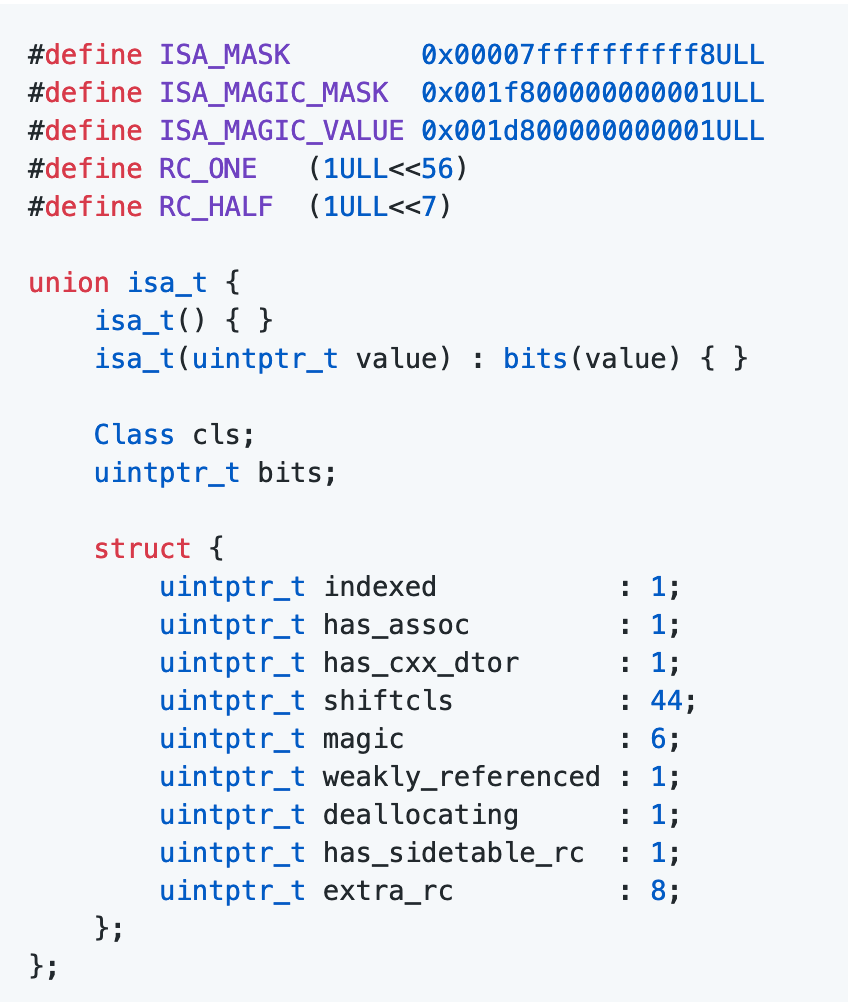 #define ISA_MASK        0x00007ffffffffff8ULL
#define ISA_MAGIC_MASK  0x001f800000000001ULL
#define ISA_MAGIC_VALUE 0x001d800000000001ULL
#define RC_ONE   (1ULL<<56)
#define RC_HALF  (1ULL<<7)

union isa_t {
    isa_t() { }
    isa_t(uintptr_t value) : bits(value) { }

    Class cls;
    uintptr_t bits;

    struct {
        uintptr_t indexed           : 1;
        uintptr_t has_assoc         : 1;
        uintptr_t has_cxx_dtor      : 1;
        uintptr_t shiftcls          : 44;
        uintptr_t magic             : 6;
        uintptr_t weakly_referenced : 1;
        uintptr_t deallocating      : 1;
        uintptr_t has_sidetable_rc  : 1;
        uintptr_t extra_rc          : 8;
    };
};